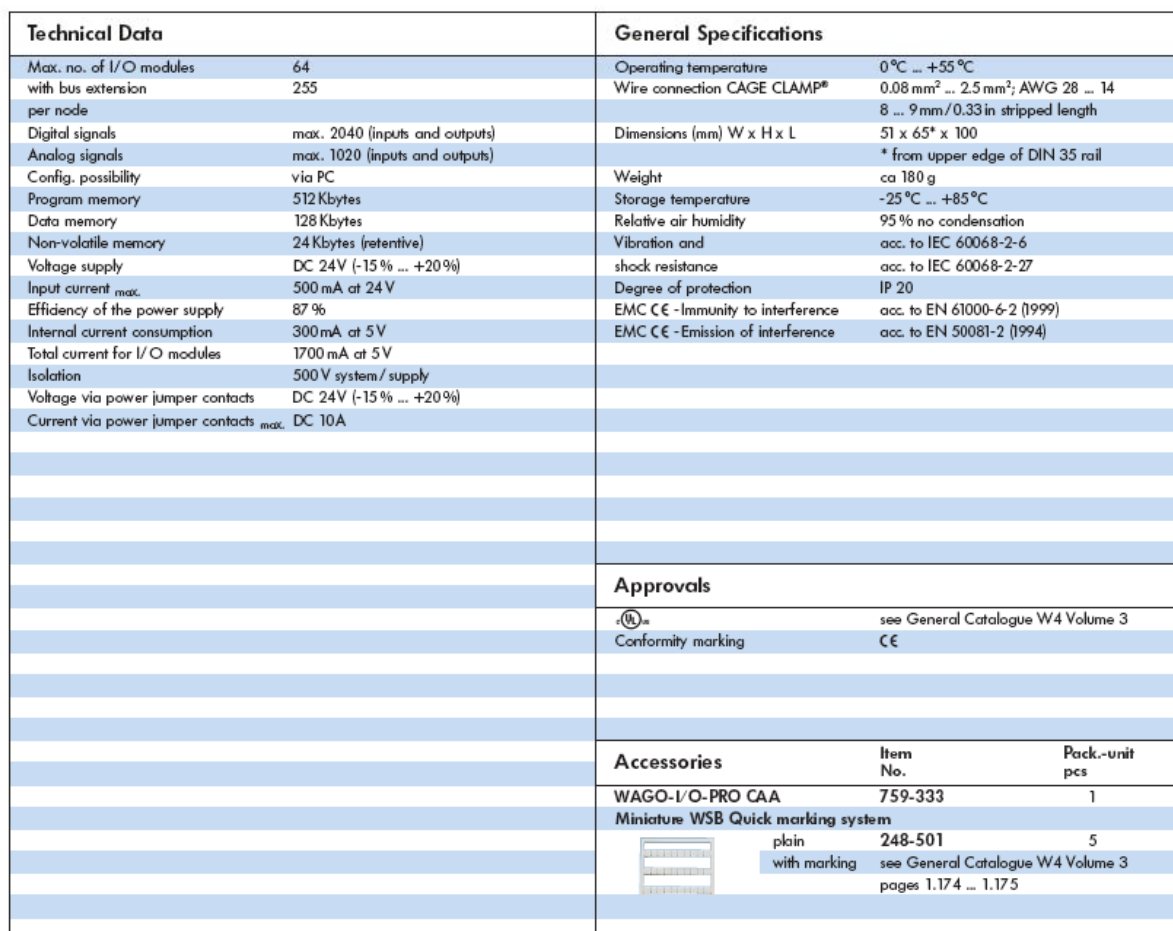 Technical Data
Max. no. of I/O modules 64
with bus extension 255
per node
Digital signals max. 2040 (inputs and outputs)
Analog signals max. 1020 (inputs and outputs)
Config. possibility via PC
Program memory 512 Kbytes
Data memory 128 Kbytes
Non-volatile memory 24 Kbytes (retentive)
Voltage supply DC 24V (-15 % ... +20 %)
Input current max. 500 mA at 24 V
Efficiency of the power supply 87 %
Internal current consumption 300 mA at 5 V
Total current for I/O modules 1700 mA at 5 V
Isolation 500 V system / supply
Voltage via power jumper contacts DC 24V (-15 % ... +20 %)
Current via power jumper contacts max. DC 10A
General Specifications
Operating temperature 0 °C ... +55 °C
Wire connection CAGE CLAMP® 0.08 mm² ... 2.5 mm²; AWG 28 ... 14
8 ... 9 mm / 0.33 in stripped length
Dimensions (mm) W x H x L 51 x 65* x 100
* from upper edge of DIN 35 rail
Weight ca 180 g
Storage temperature -25 °C ... +85 °C
Relative air humidity 95 % no condensation
Vibration and acc. to IEC 60068-2-6
shock resistance acc. to IEC 60068-2-27
Degree of protection IP 20
EMC CE - Immunity to interference acc. to EN 61000-6-2 (1999)
EMC CE - Emission of interference acc. to EN 50081-2 (1994)
Approvals
c UL us see General Catalogue W4 Volume 3
Conformity marking CE
Accessories Item No. Pack.-unit pcs
WAGO-I/O-PRO CAA 759-333 1
Miniature WSB Quick marking system
plain 248-501 5
with marking see General Catalogue W4 Volume 3
pages 1.174 ... 1.175